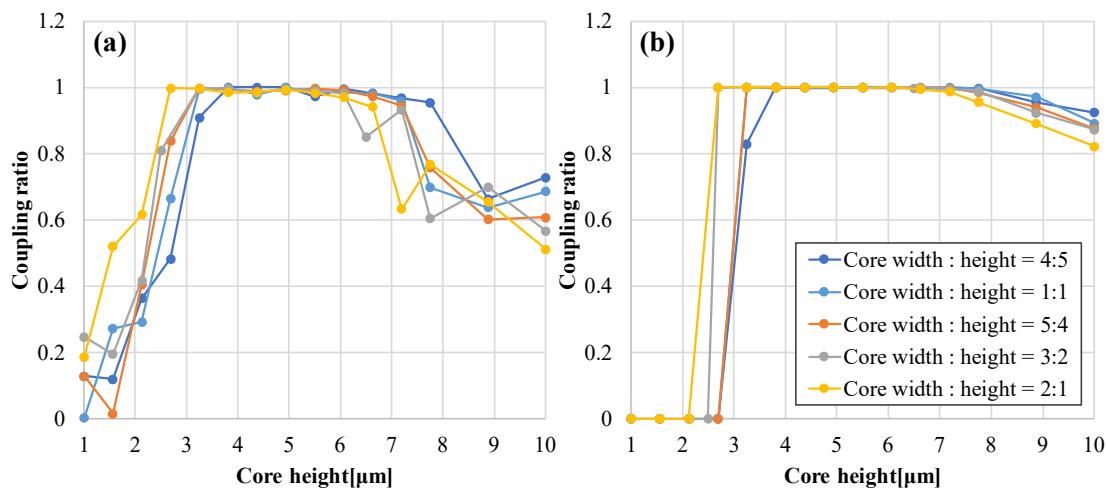 (a)
1.2
1
0.8
0.6
0.4
0.2
0
Coupling ratio
1 2 3 4 5 6 7 8 9 10
Core height[μm]
(b)
1.2
1
0.8
0.6
0.4
0.2
0
Coupling ratio
1 2 3 4 5 6 7 8 9 10
Core height[μm]
Core width : height = 4:5
Core width : height = 1:1
Core width : height = 5:4
Core width : height = 3:2
Core width : height = 2:1